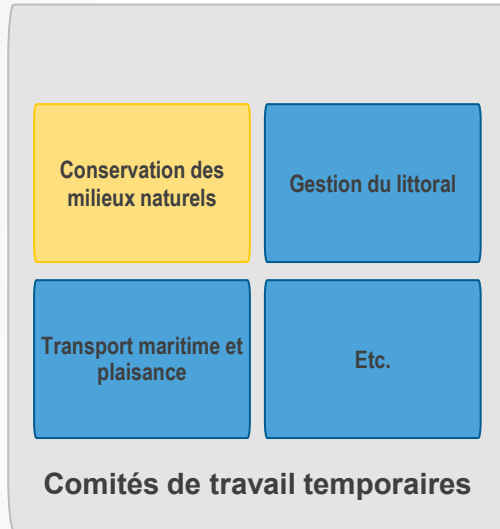 Conservation des
milieux naturels
Gestion du littoral
Transport maritime et
plaisance
Etc.
Comités de travail temporaires